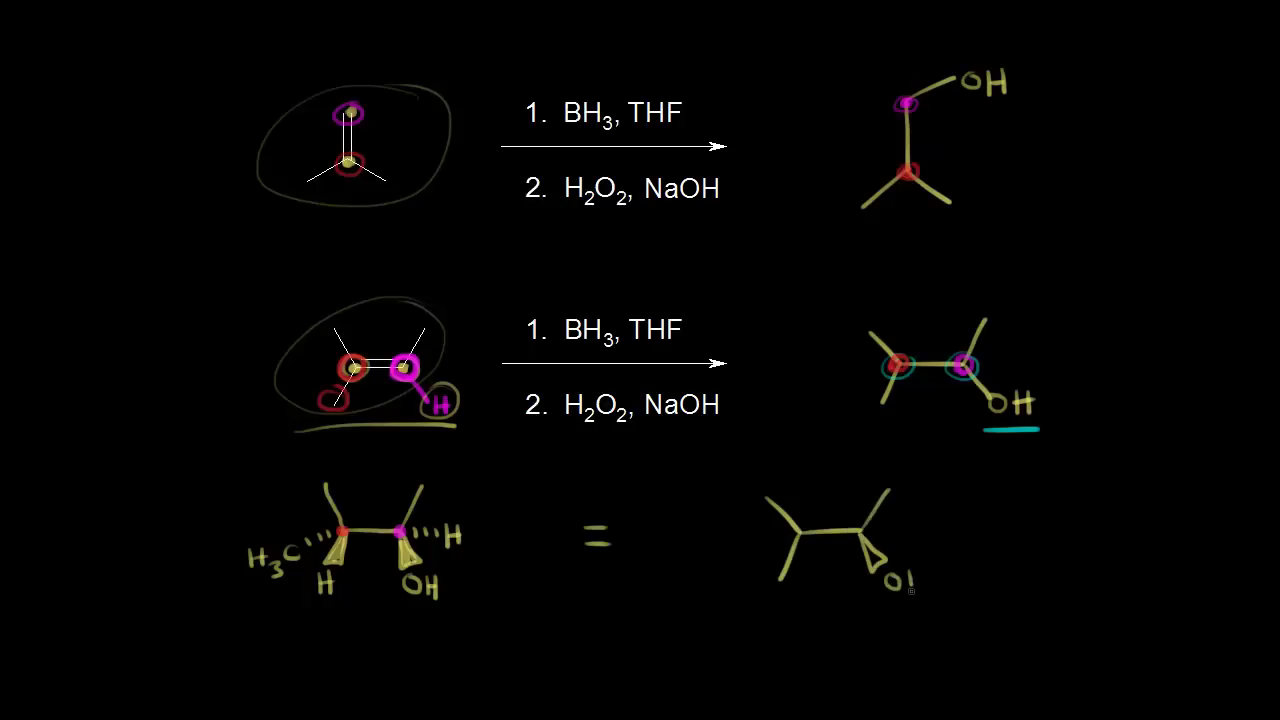 1. BH3, THF
OH
2. H2O2, NaOH
1. BH3, THF
H
2. H2O2, NaOH
OH
H3C
H
=
H
OH
O